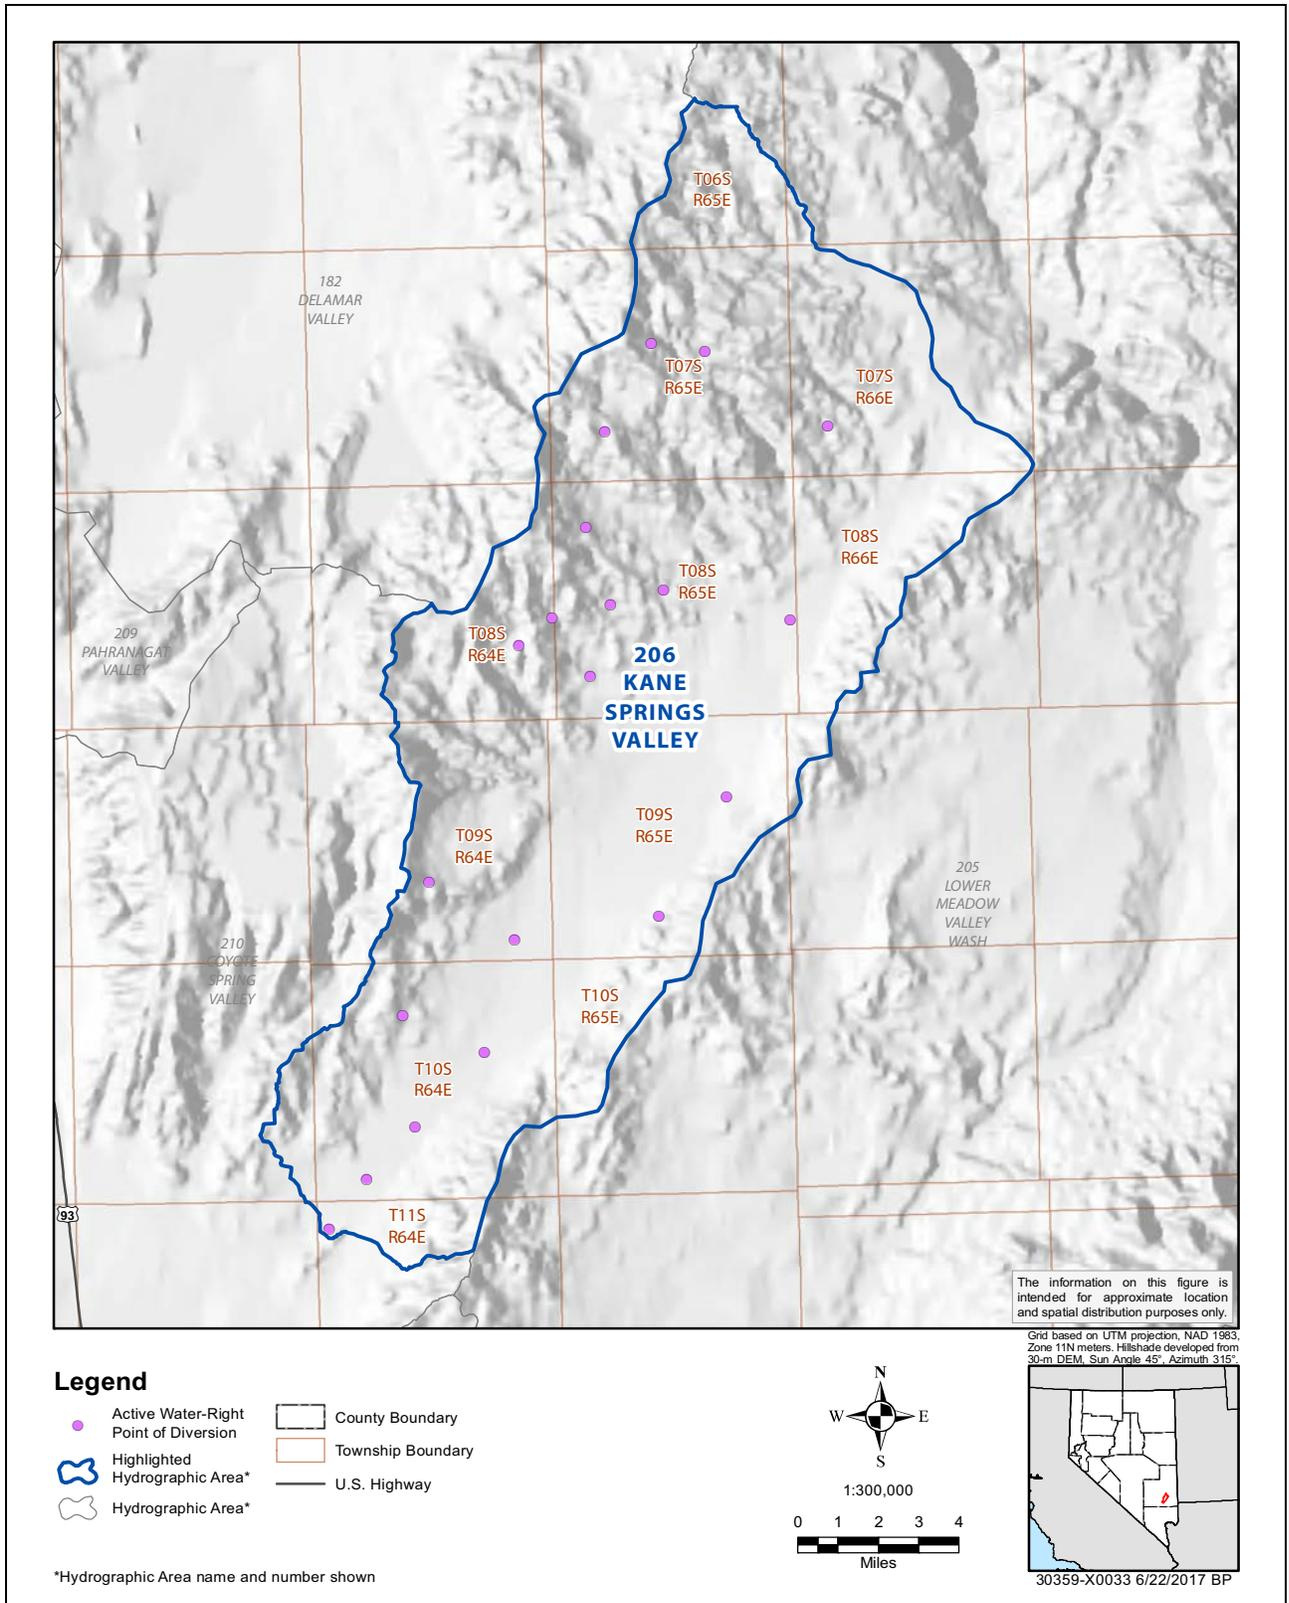 T06S
R65E
182
DELAMAR
VALLEY
T07S
R65E
T07S
R66E
T08S
R66E
T08S
R65E
209
PAHRANAGAT
VALLEY
T08S
R64E
206
KANE
SPRINGS
VALLEY
T09S
R65E
T09S
R64E
205
LOWER
MEADOW
VALLEY
WASH
210
COYOTE
SPRING
VALLEY
T10S
R65E
T10S
R64E
93
T11S
R64E
The information on this figure is
intended for approximate location
and spatial distribution purposes only.
Grid based on UTM projection, NAD 1983,
Zone 11N meters. Hillshade developed from
30-m DEM, Sun Angle 45°, Azimuth 315°.
Legend
Active Water-Right
Point of Diversion
Highlighted
Hydrographic Area*
Hydrographic Area*
County Boundary
Township Boundary
U.S. Highway
N
W
E
S
1:300,000
0 1 2 3 4
Miles
*Hydrographic Area name and number shown
30359-X0033 6/22/2017 BP